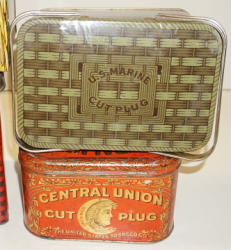 U.S. MARINE
CUT PLUG
CENTRAL UNION
CUT PLUG
THE UNITED STATES TOBACCO CO.